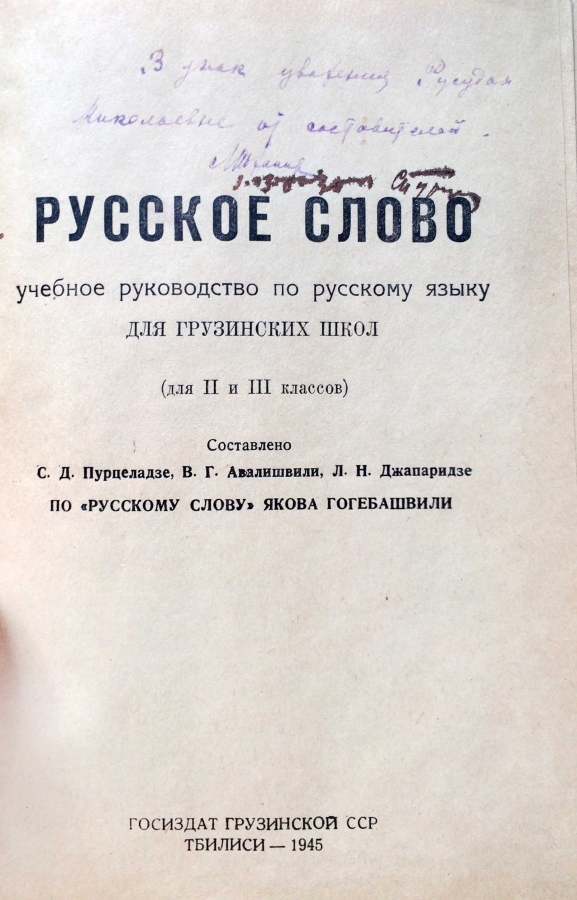 В знак уважения Русудан
Николаевне от составителей.
РУССКОЕ СЛОВО
учебное руководство по русскому языку
ДЛЯ ГРУЗИНСКИХ ШКОЛ
(для II и III классов)
Составлено
С. Д. Пурцеладзе, В. Г. Авалишвили, Л. Н. Джапаридзе
ПО «РУССКОМУ СЛОВУ» ЯКОВА ГОГЕБАШВИЛИ
ГОСИЗДАТ ГРУЗИНСКОЙ ССР
ТБИЛИСИ — 1945